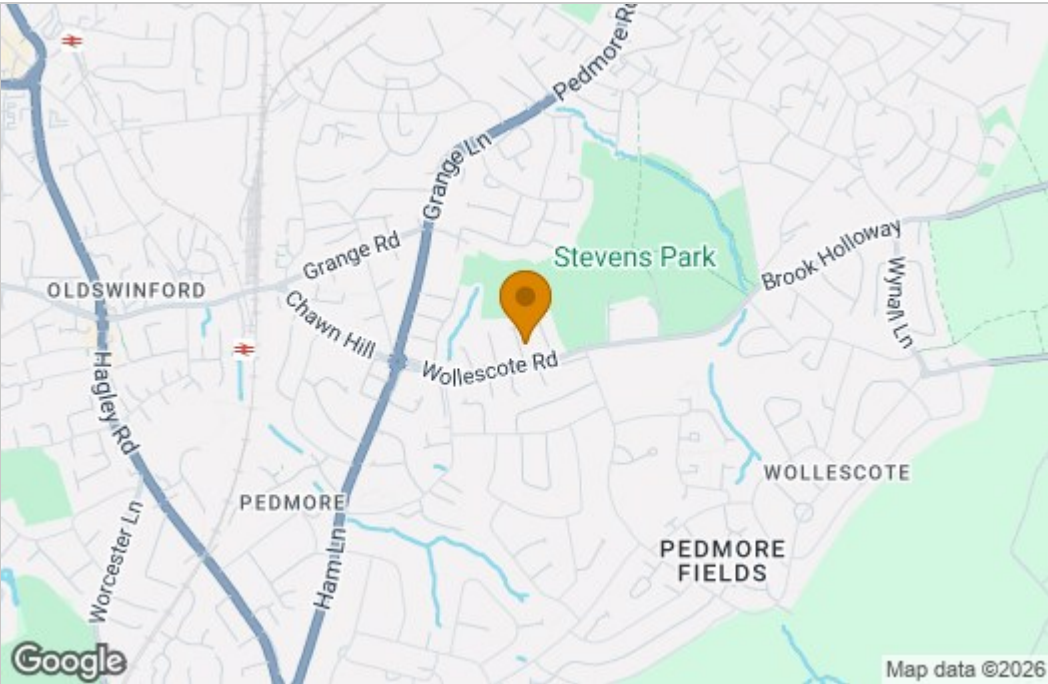 Pedmore Rd
Grange Ln
Stevens Park
Grange Rd
Brook Holloway
OLDSWINFORD
Chawn Hill
Wynall Ln
Wollescote Rd
Hagley Rd
WOLLESCOTE
PEDMORE
Worcester Ln
Ham Ln
PEDMORE
FIELDS
Google
Map data ©2026